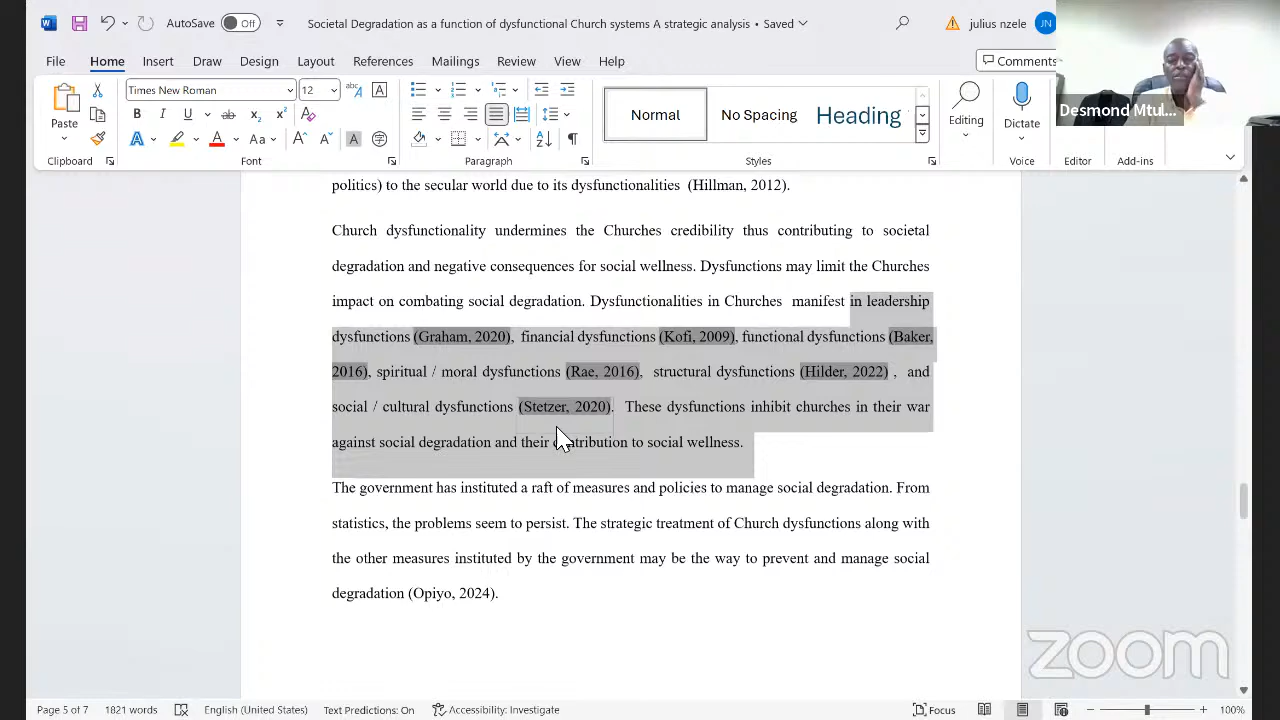 AutoSave Off Societal Degradation as a function of dysfunctional Church systems A strategic analysis • Saved julius nzele JN
File Home Insert Draw Design Layout References Mailings Review View Help Comments
Paste Times New Roman 12 Normal No Spacing Heading Editing Dictate
Clipboard Font Paragraph Styles Voice Editor Add-ins
Desmond Mtul...
politics) to the secular world due to its dysfunctionalities (Hillman, 2012).
Church dysfunctionality undermines the Churches credibility thus contributing to societal
degradation and negative consequences for social wellness. Dysfunctions may limit the Churches
impact on combating social degradation. Dysfunctionalities in Churches manifest in leadership
dysfunctions (Graham, 2020), financial dysfunctions (Kofi, 2009), functional dysfunctions (Baker,
2016), spiritual / moral dysfunctions (Rae, 2016), structural dysfunctions (Hilder, 2022) , and
social / cultural dysfunctions (Stetzer, 2020). These dysfunctions inhibit churches in their war
against social degradation and their contribution to social wellness.
The government has instituted a raft of measures and policies to manage social degradation. From
statistics, the problems seem to persist. The strategic treatment of Church dysfunctions along with
the other measures instituted by the government may be the way to prevent and manage social
degradation (Opiyo, 2024).
zoom
Page 5 of 7 1821 words English (United States) Text Predictions: On Accessibility: Investigate Focus 100%